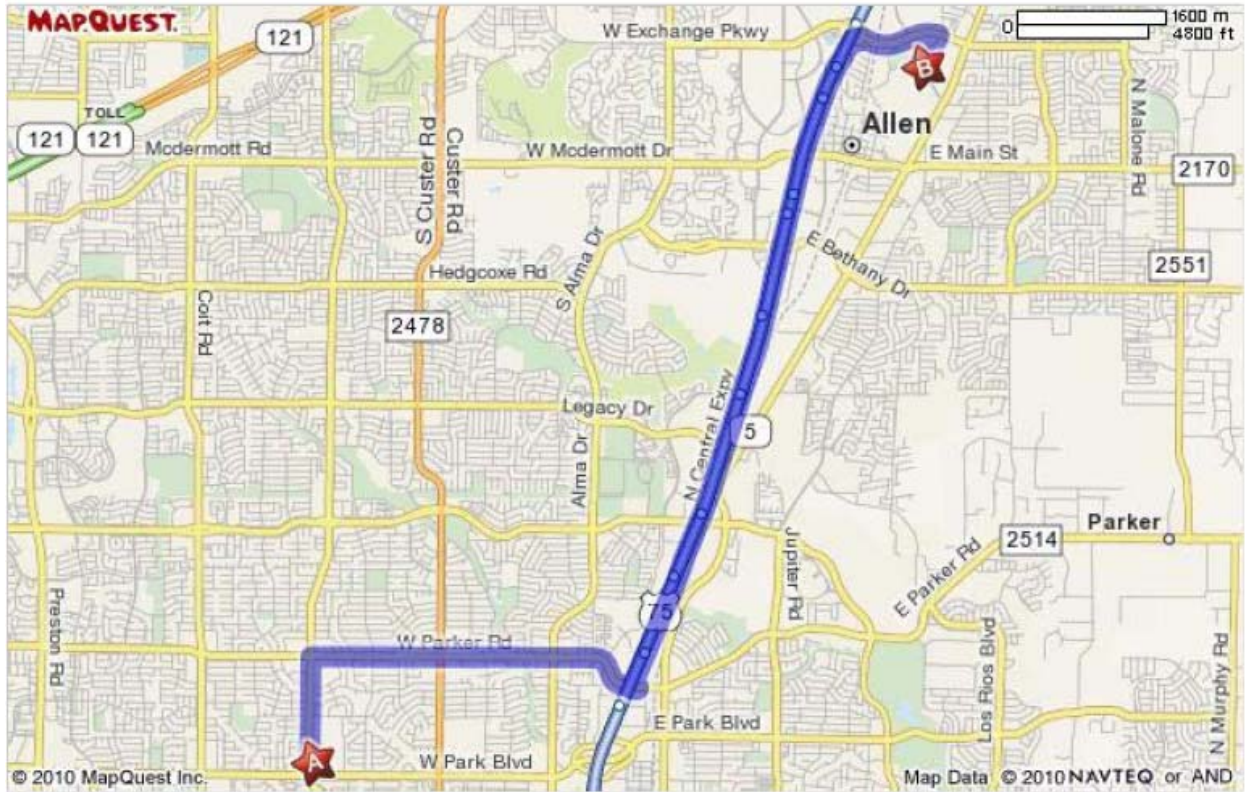 MAPQUEST.
121
W Exchange Pkwy
0
1600 m
4800 ft
B
TOLL
121
121
Mcdermott Rd
S Custer Rd
Custer Rd
W Mcdermott Dr
Allen
E Main St
N Malone Rd
2170
S Alma Dr
E Bethany Dr
2551
Hedgcoxe Rd
Coit Rd
2478
Legacy Dr
N Central Expy
5
Alma Dr
Jupiter Rd
E Parker Rd
2514
Parker
Preston Rd
75
W Parker Rd
Los Rios Blvd
N Murphy Rd
E Park Blvd
A
W Park Blvd
© 2010 MapQuest Inc.
Map Data © 2010 NAVTEQ or AND